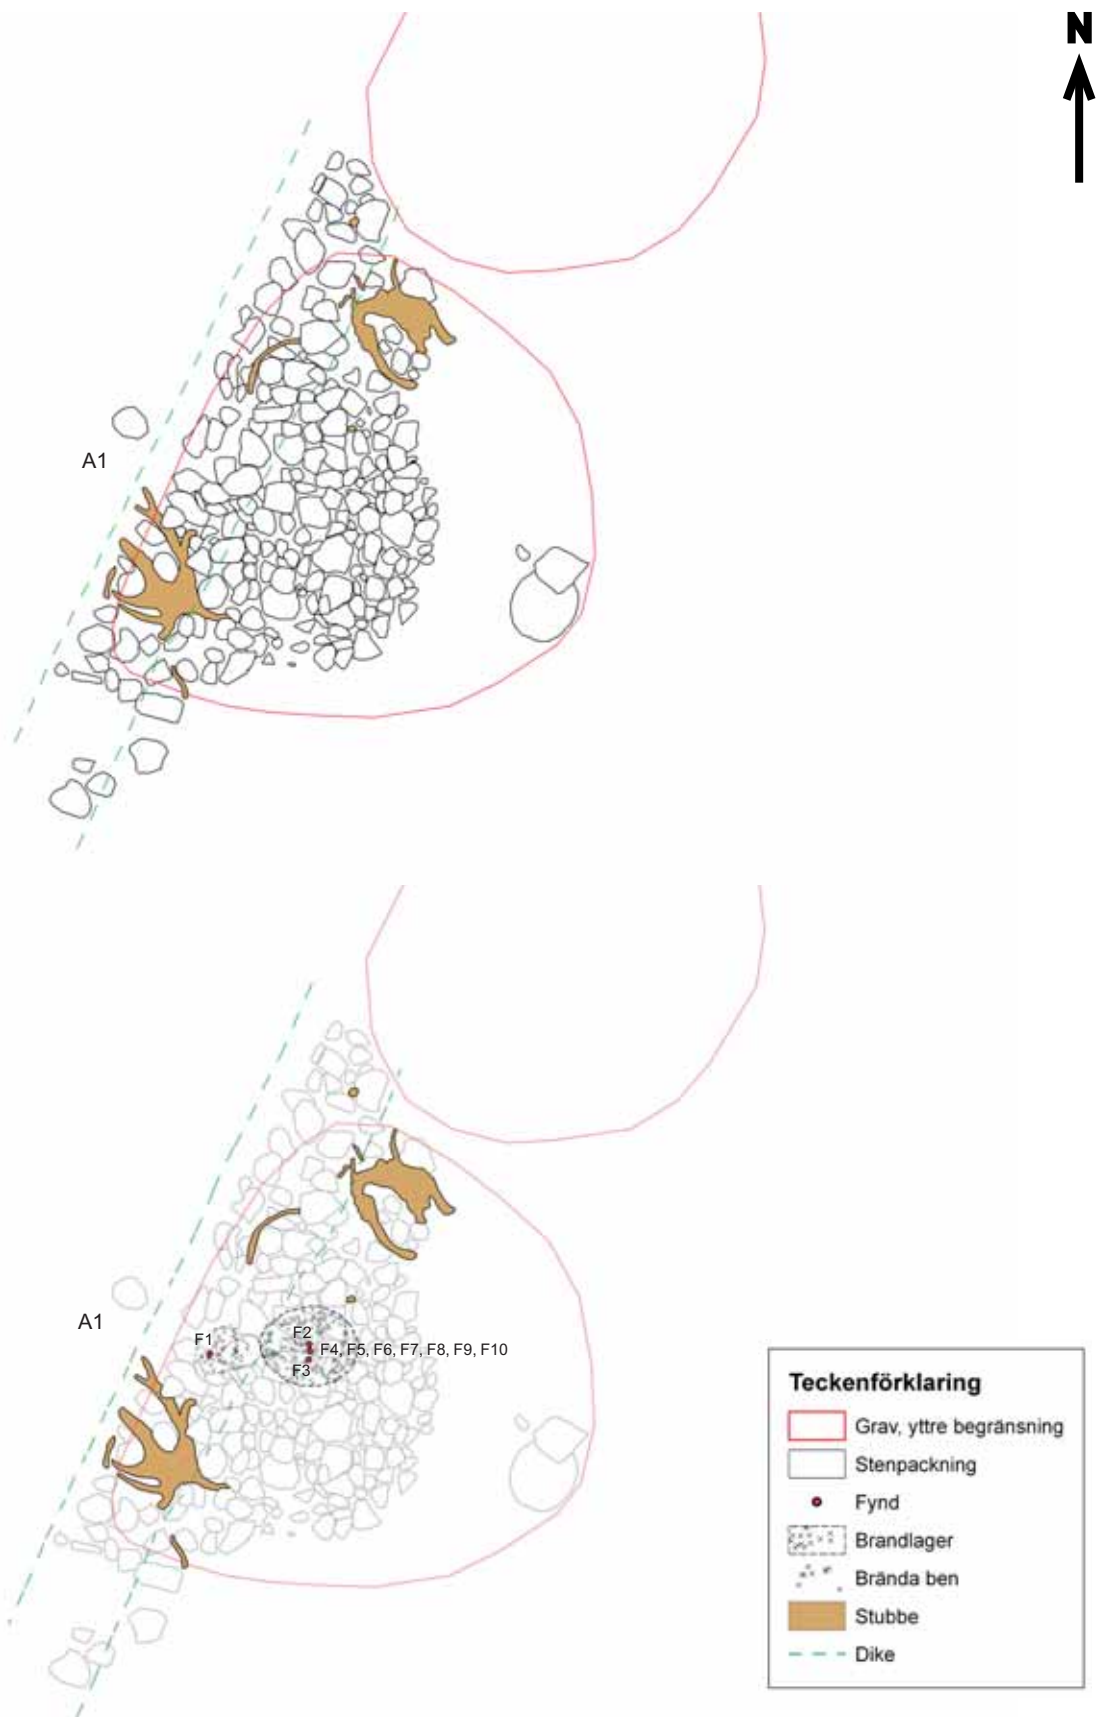 N
A1
A1
F1
F2
F4, F5, F6, F7, F8, F9, F10
F3
Teckenförklaring
Grav, yttre begränsning
Stenpackning
Fynd
Brandlager
Brända ben
Stubbe
Dike